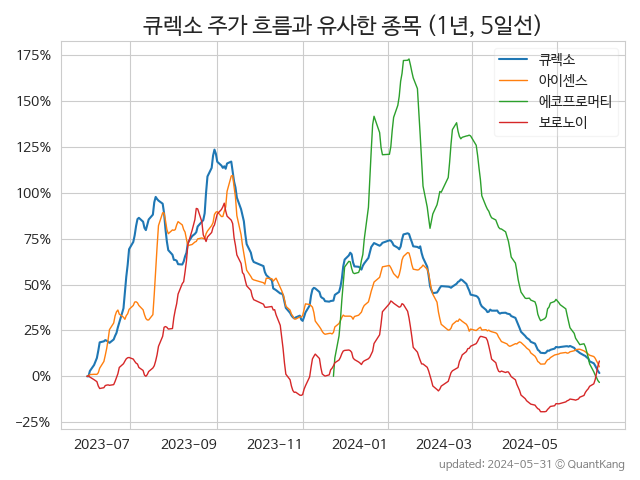 큐렉소 주가 흐름과 유사한 종목 (1년, 5일선)
175%
150%
125%
100%
75%
50%
25%
0%
−25%
큐렉소
아이센스
에코프로머티
보로노이
2023-07
2023-09
2023-11
2024-01
2024-03
2024-05
updated: 2024-05-31 © QuantKang